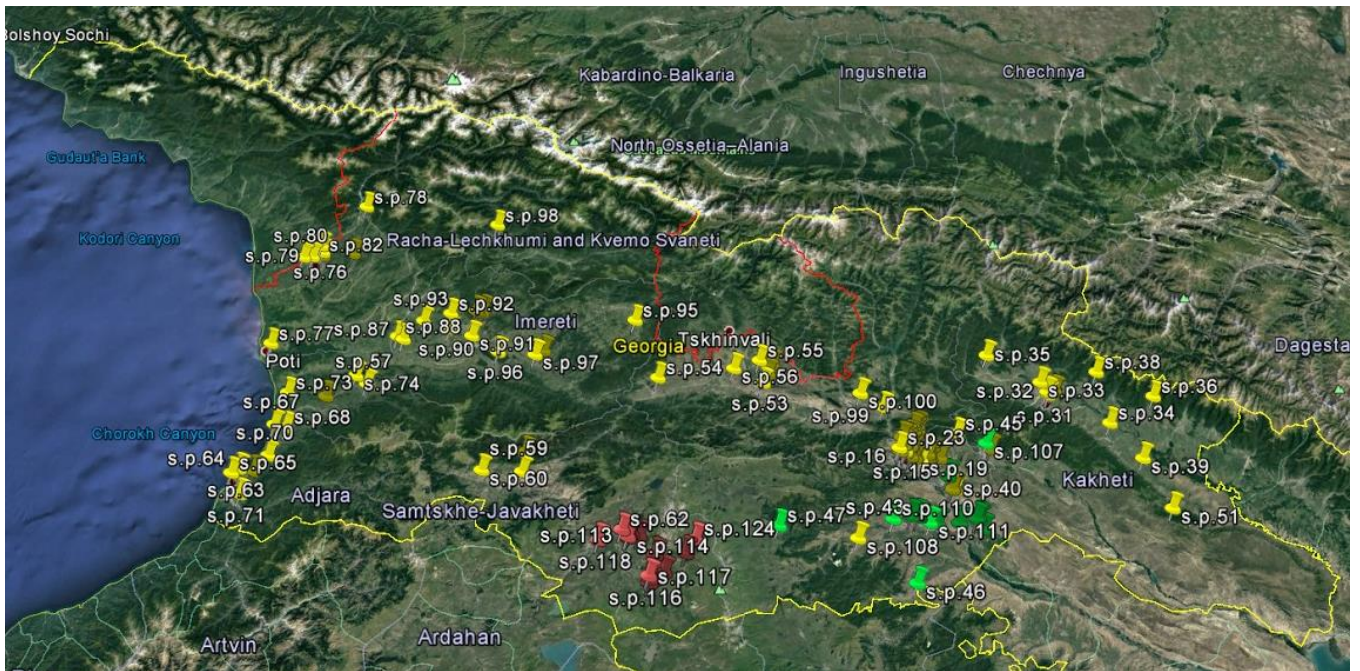 Bolshoy Sochi
Kabardino-Balkaria
Ingushetia
Chechnya
North Ossetia–Alania
Gudaut'a Bank
Kodori Canyon
s.p.78
s.p.98
s.p.80
s.p.82
Racha-Lechkhumi and Kvemo Svaneti
s.p.79
s.p.76
s.p.93
s.p.92
s.p.95
s.p.77
s.p.87
s.p.88
Imereti
Tskhinvali
s.p.90
s.p.91
Georgia
s.p.55
s.p.35
Dagesta
Poti
s.p.57
s.p.96
s.p.97
s.p.54
s.p.56
s.p.38
s.p.73
s.p.74
s.p.53
s.p.32
s.p.33
s.p.36
s.p.67
s.p.68
s.p.99
s.p.100
s.p.31
s.p.34
Chorokh Canyon
s.p.70
s.p.45
s.p.23
s.p.107
s.p.64
s.p.65
s.p.59
s.p.16
s.p.15
s.p.19
s.p.39
s.p.63
s.p.60
s.p.40
Kakheti
Adjara
s.p.71
Samtskhe-Javakheti
s.p.62
s.p.124
s.p.47
s.p.43
s.p.110
s.p.51
s.p.113
s.p.114
s.p.108
s.p.111
s.p.118
s.p.117
s.p.116
s.p.46
Artvin
Ardahan